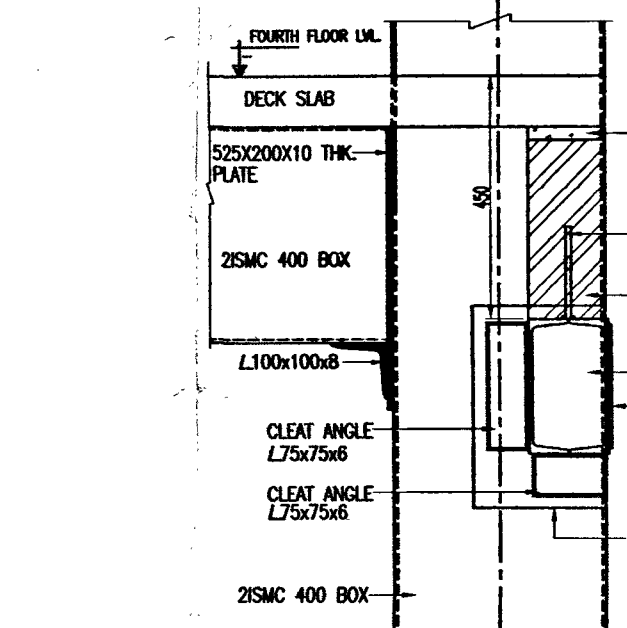 FOURTH FLOOR LVL.
DECK SLAB
525X200X10 THK.
PLATE
450
2ISMC 400 BOX
L100x100x8
CLEAT ANGLE
L75x75x6
CLEAT ANGLE
L75x75x6
2ISMC 400 BOX